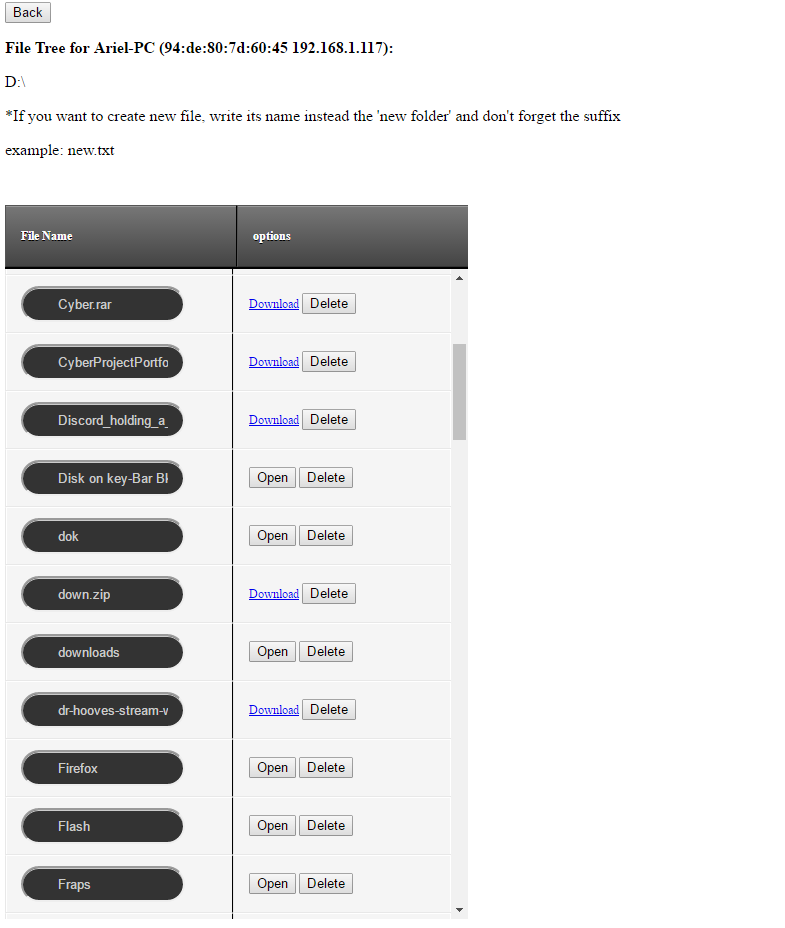 Back
File Tree for Ariel-PC (94:de:80:7d:60:45 192.168.1.117):
D:\
*If you want to create new file, write its name instead the 'new folder' and don't forget the suffix
example: new.txt
File Name options
Cyber.rar Download Delete
CyberProjectPortfo Download Delete
Discord_holding_a_ Download Delete
Disk on key-Bar Open Delete
dok Open Delete
down.zip Download Delete
downloads Open Delete
dr-hooves-stream-w Download Delete
Firefox Open Delete
Flash Open Delete
Fraps Open Delete